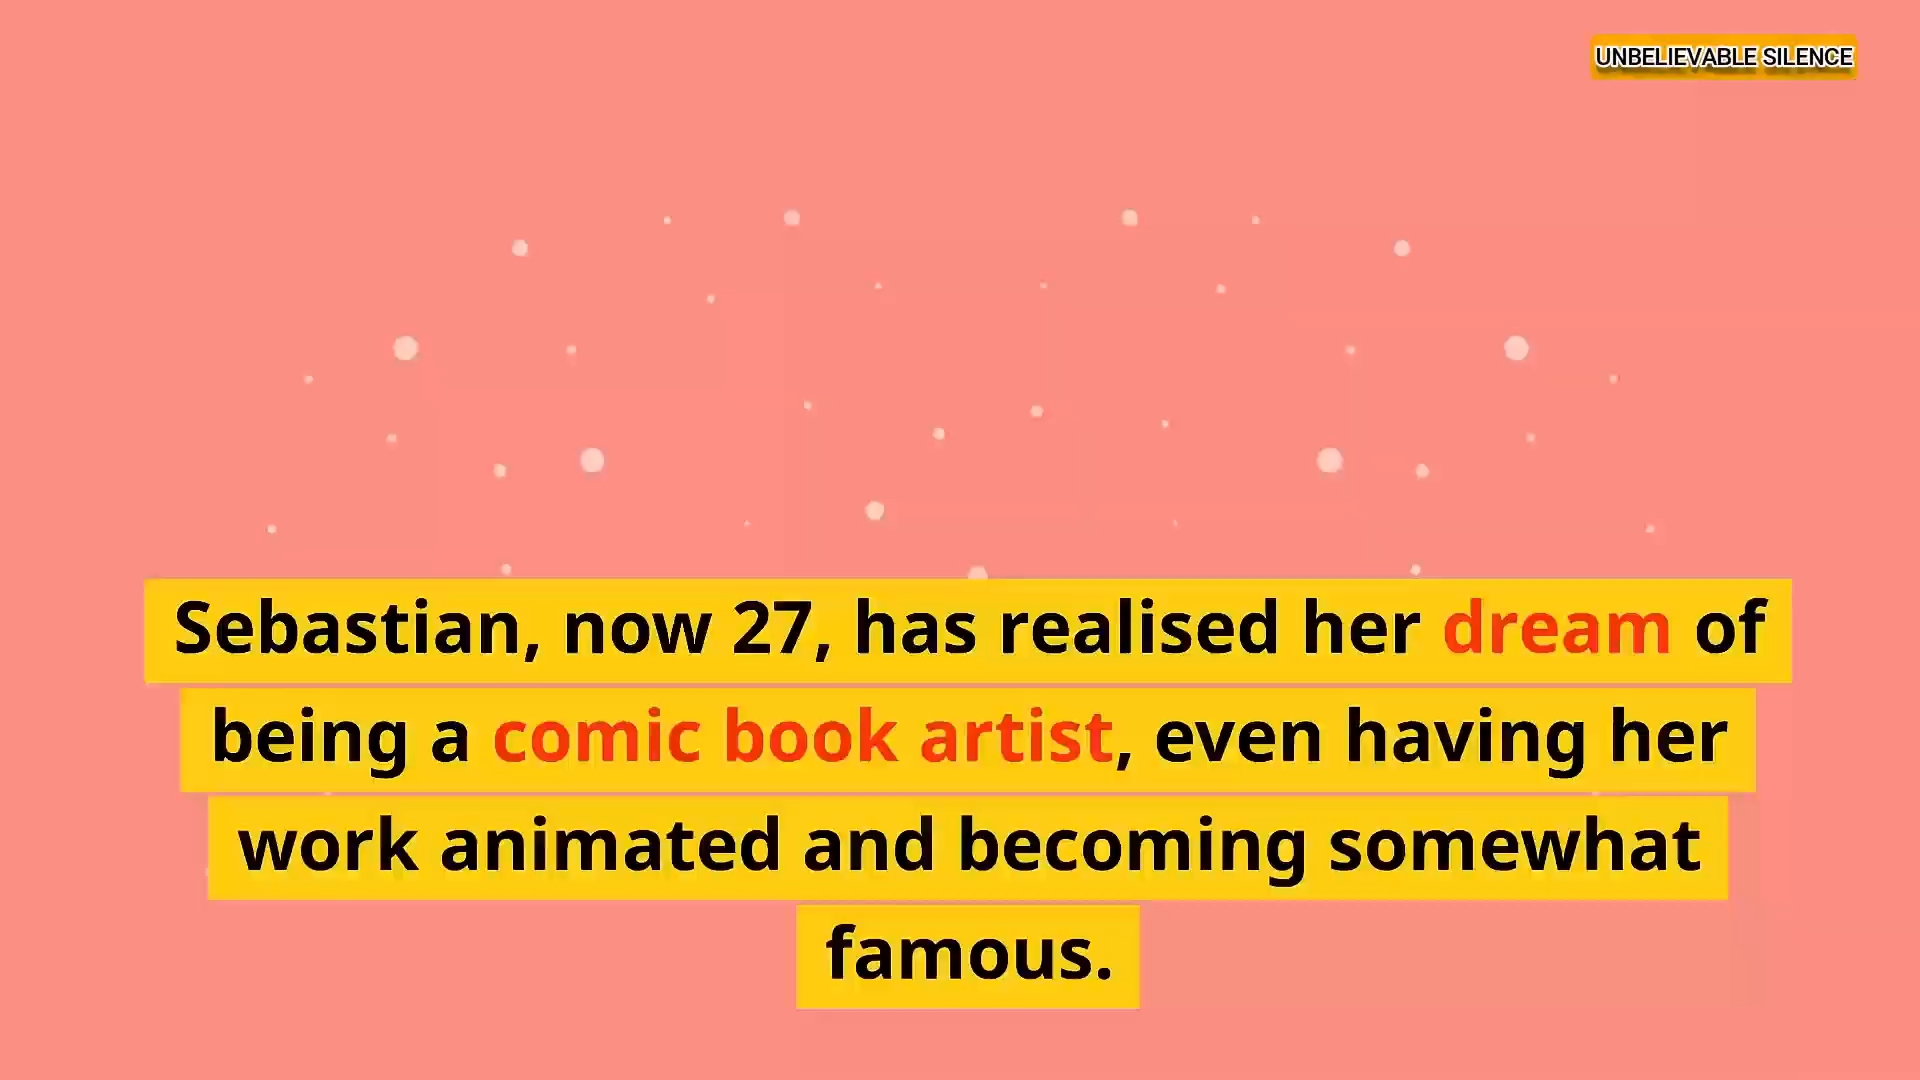 UNBELIEVABLE SILENCE
Sebastian, now 27, has realised her dream of
being a comic book artist, even having her
work animated and becoming somewhat
famous.